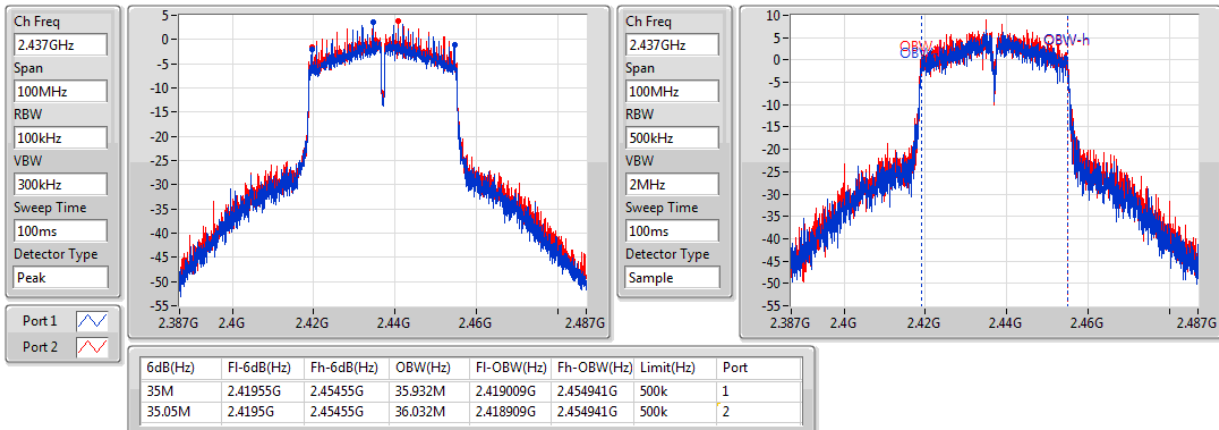 Ch Freq
2.437GHz
Span
100MHz
RBW
100kHz
VBW
300kHz
Sweep Time
100ms
Detector Type
Peak
Port 1
Port 2
5
0
-5
-10
-15
-20
-25
-30
-35
-40
-45
-50
-55
2.387G 2.4G 2.42G 2.44G 2.46G 2.487G
Ch Freq
2.437GHz
Span
100MHz
RBW
500kHz
VBW
2MHz
Sweep Time
100ms
Detector Type
Sample
10
5
0
-5
-10
-15
-20
-25
-30
-35
-40
-45
-50
-55
OBW
OBW
OBW-h
2.387G 2.4G 2.42G 2.44G 2.46G 2.487G
6dB(Hz) Fl-6dB(Hz) Fh-6dB(Hz) OBW(Hz) Fl-OBW(Hz) Fh-OBW(Hz) Limit(Hz) Port
35M 2.41955G 2.45455G 35.932M 2.419009G 2.454941G 500k 1
35.05M 2.4195G 2.45455G 36.032M 2.418909G 2.454941G 500k 2